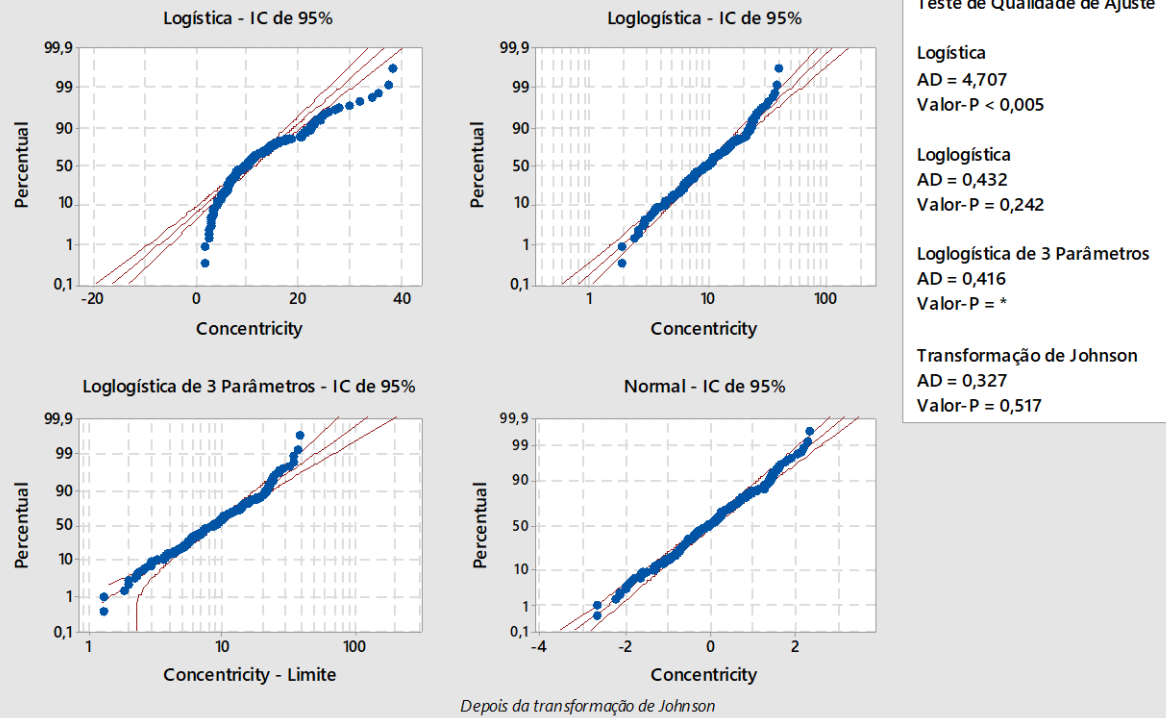 Logística - IC de 95%
99,9
99
90
50
10
1
0,1
-20
0
20
40
Percentual
Concentricity
Loglogística - IC de 95%
99,9
99
90
50
10
1
0,1
1
10
100
Percentual
Concentricity
Loglogística de 3 Parâmetros - IC de 95%
99,9
99
90
50
10
1
0,1
1
10
100
Percentual
Concentricity - Limite
Normal - IC de 95%
99,9
99
90
50
10
1
0,1
-4
-2
0
2
Percentual
Concentricity
Depois da transformação de Johnson
Teste de Qualidade de Ajuste
Logística
AD = 4,707
Valor-P < 0,005
Loglogística
AD = 0,432
Valor-P = 0,242
Loglogística de 3 Parâmetros
AD = 0,416
Valor-P = *
Transformação de Johnson
AD = 0,327
Valor-P = 0,517